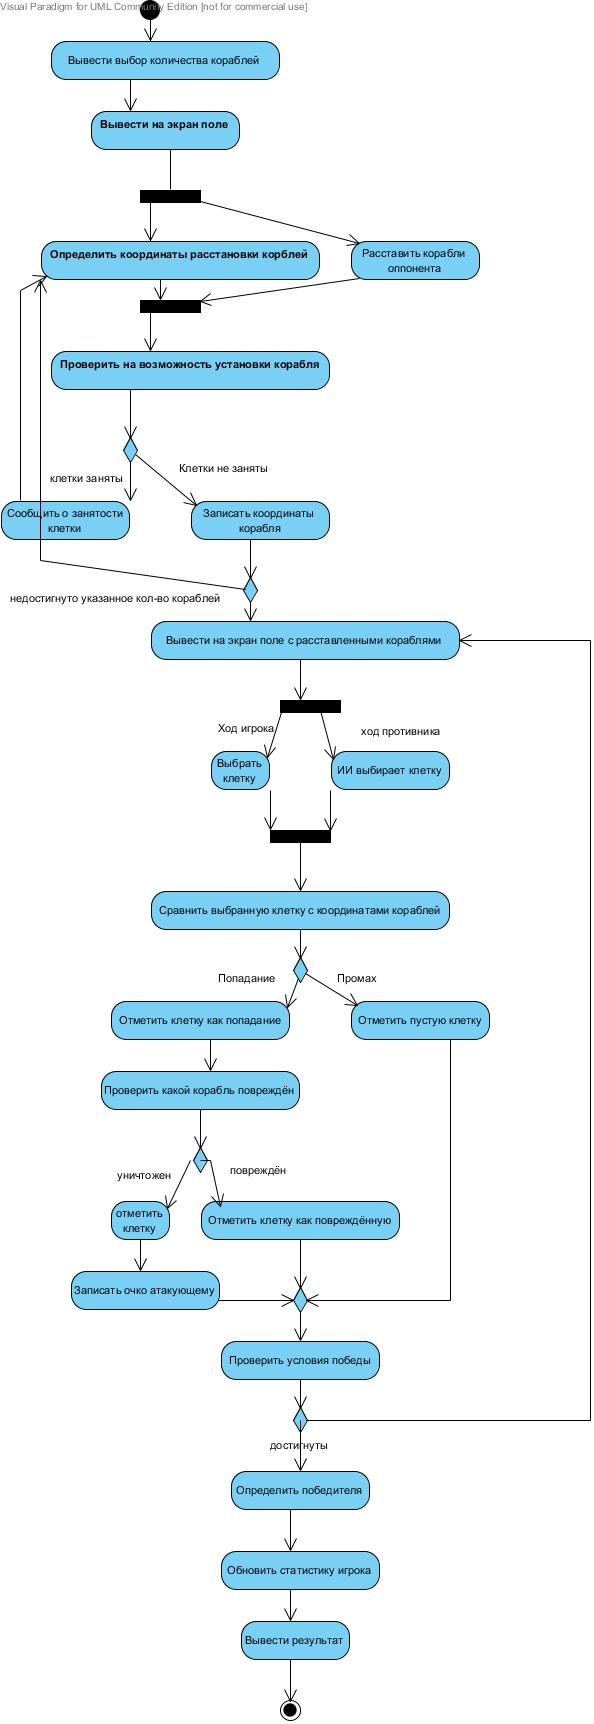 Visual Paradigm for UML Community Edition [not for commercial use]
Вывести выбор количества кораблей
Вывести на экран поле
Определить координаты расстановки корблей
Расставить корабли
оппонента
Проверить на возможность установки корабля
Клетки не заняты
клетки заняты
Сообщить о занятости
клетки
Записать координаты
корабля
недостигнуто указанное кол-во кораблей
Вывести на экран поле с расставленными кораблями
Ход игрока
ход противника
Выбрать
клетку
ИИ выбирает клетку
Сравнить выбранную клетку с координатами кораблей
Попадание
Промах
Отметить клетку как попадание
Отметить пустую клетку
Проверить какой корабль повреждён
уничтожен
повреждён
отметить
клетку
Отметить клетку как повреждённую
Записать очко атакующему
Проверить условия победы
достигнуты
Определить победителя
Обновить статистику игрока
Вывести результат